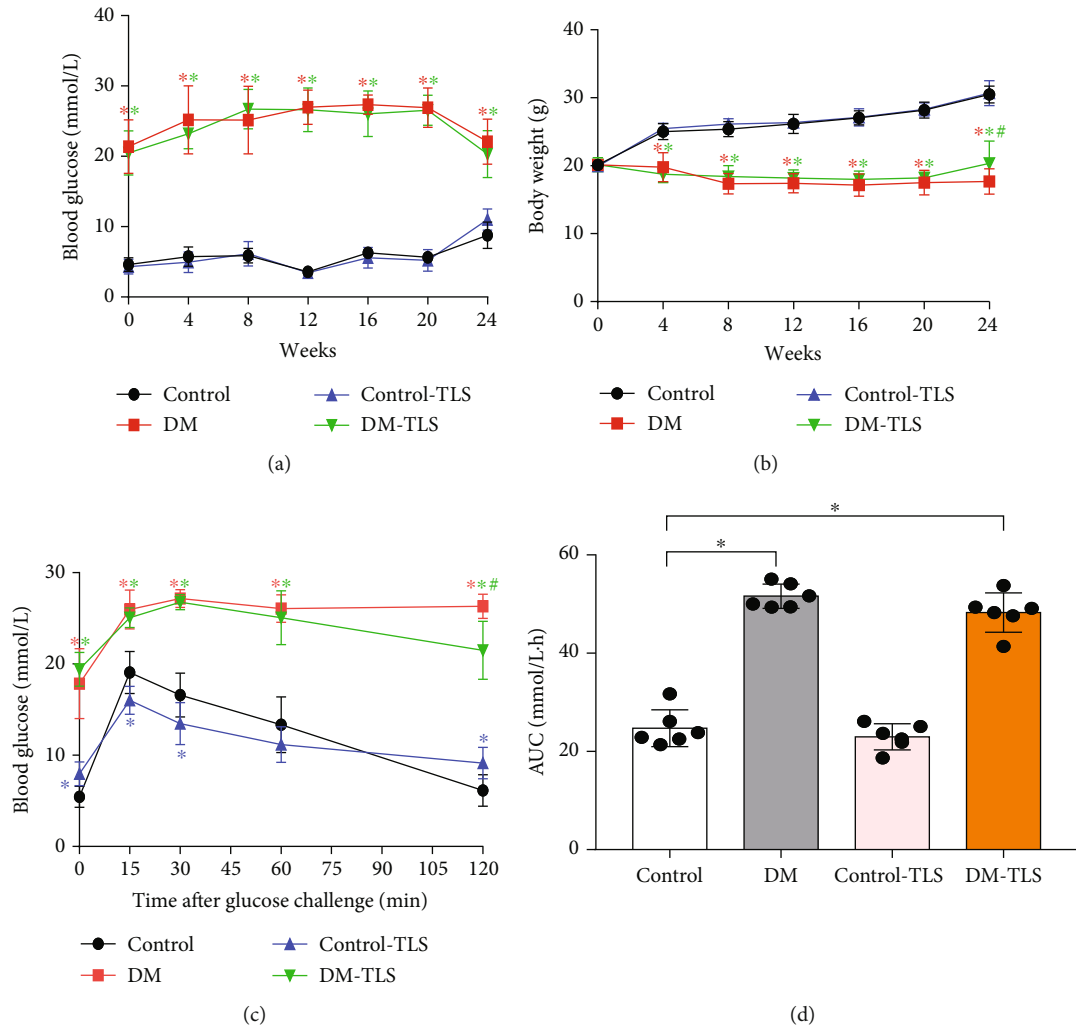 40
30
20
10
0
Blood glucose (mmol/L)
** ** ** ** ** ** **
0 4 8 12 16 20 24
Weeks
Control Control-TLS
DM DM-TLS
(a)
40
30
20
10
0
Body weight (g)
** ** ** ** ** **#
0 4 8 12 16 20 24
Weeks
Control Control-TLS
DM DM-TLS
(b)
30
20
10
0
Blood glucose (mmol/L)
** ** ** ** **#
* * * *
0 15 30 45 60 75 90 105 120
Time after glucose challenge (min)
Control Control-TLS
DM DM-TLS
(c)
*
*
60
40
20
0
AUC (mmol/L·h)
Control DM Control-TLS DM-TLS
(d)